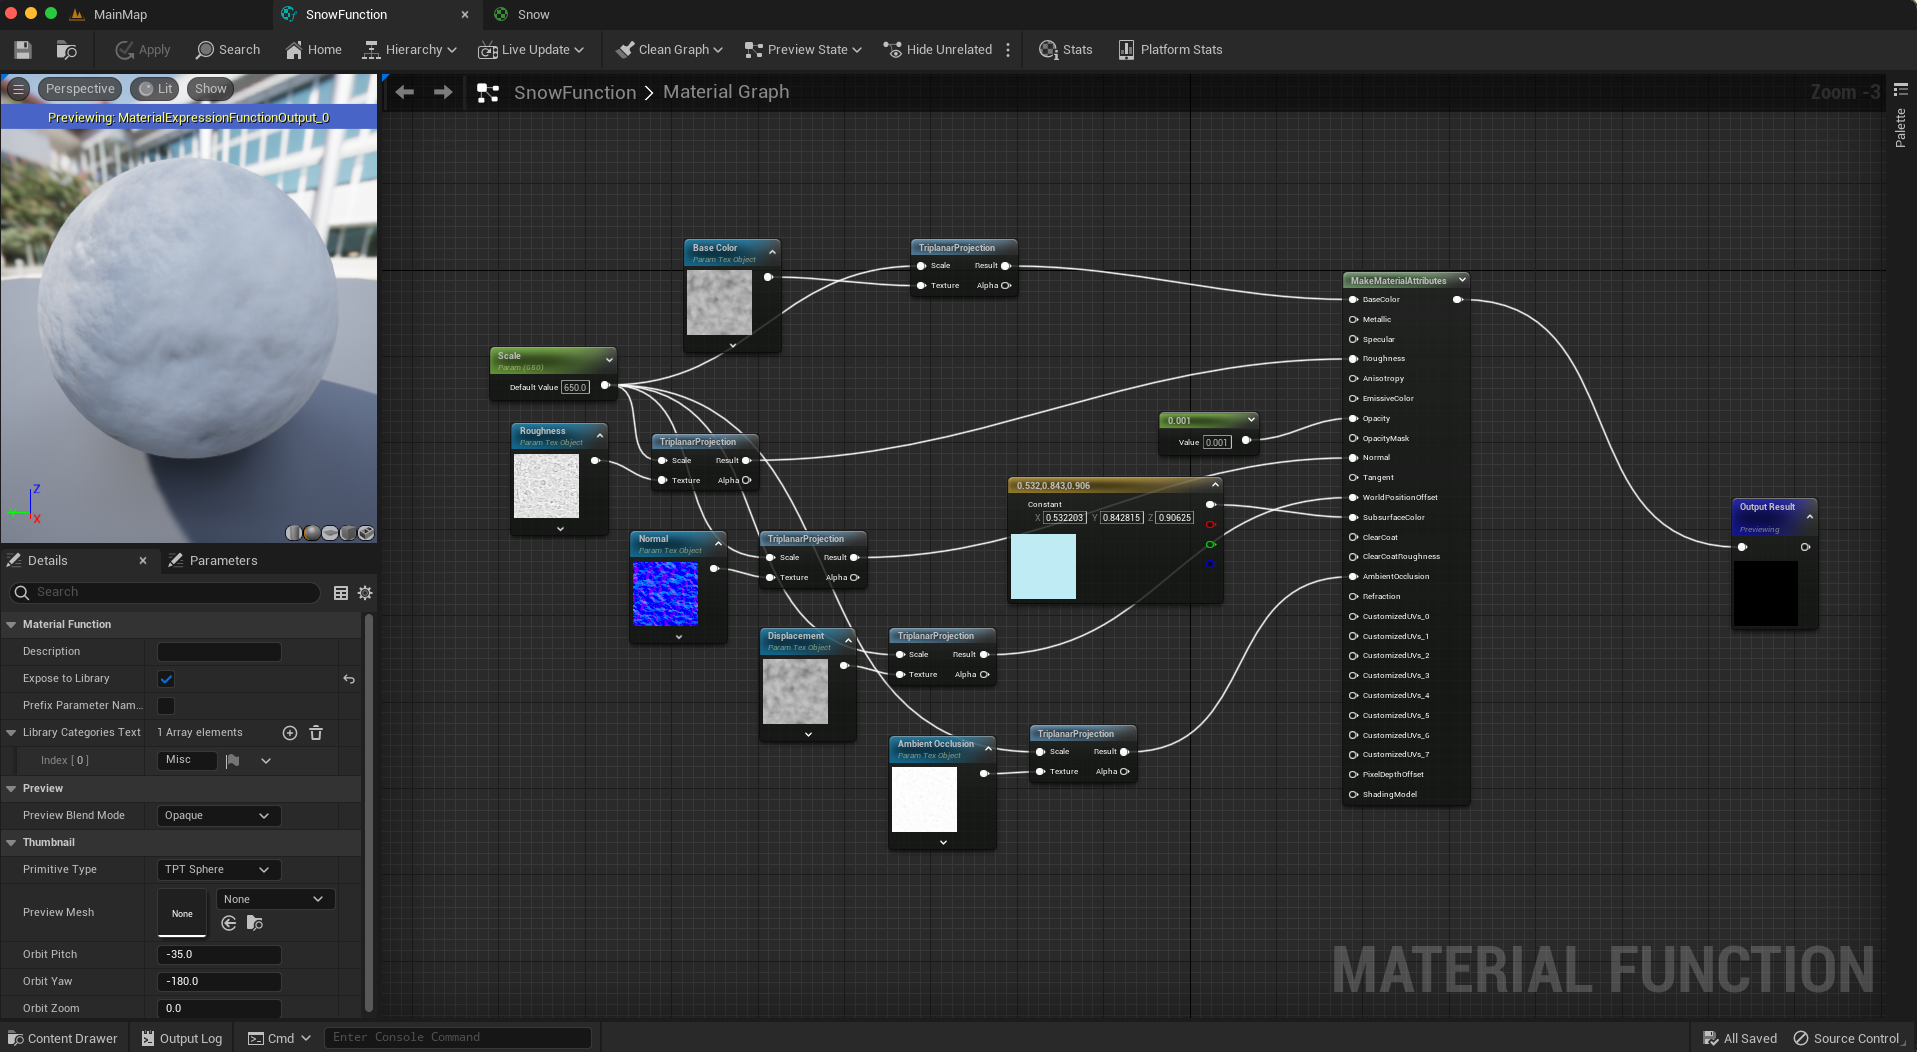 MainMap
SnowFunction
Snow
Apply
Search
Home
Hierarchy
Live Update
Clean Graph
Preview State
Hide Unrelated
Stats
Platform Stats
Perspective
Lit
Show
Previewing: MaterialExpressionFunctionOutput_0
Z
X
SnowFunction
Material Graph
Zoom -3
Palette
Base Color
Param Tex Object
TriplanarProjection
Scale Result
Texture Alpha
Scale
Param (650)
Default Value 650.0
Roughness
Param Tex Object
TriplanarProjection
Scale Result
Texture Alpha
Normal
Param Tex Object
TriplanarProjection
Scale Result
Texture Alpha
Displacement
Param Tex Object
TriplanarProjection
Scale Result
Texture Alpha
Ambient Occlusion
Param Tex Object
TriplanarProjection
Scale Result
Texture Alpha
0.001
Value 0.001
0.532,0.843,0.906
Constant
X 0.532203 Y 0.842815 Z 0.90625
MakeMaterialAttributes
BaseColor
Metallic
Specular
Roughness
Anisotropy
EmissiveColor
Opacity
OpacityMask
Normal
Tangent
WorldPositionOffset
SubsurfaceColor
ClearCoat
ClearCoatRoughness
AmbientOcclusion
Refraction
CustomizedUVs_0
CustomizedUVs_1
CustomizedUVs_2
CustomizedUVs_3
CustomizedUVs_4
CustomizedUVs_5
CustomizedUVs_6
CustomizedUVs_7
PixelDepthOffset
ShadingModel
Output Result
Previewing
MATERIAL FUNCTION
Details
Parameters
Search
Material Function
Description
Expose to Library
Prefix Parameter Nam...
Library Categories Text 1 Array elements
Index [ 0 ] Misc
Preview
Preview Blend Mode Opaque
Thumbnail
Primitive Type TPT Sphere
Preview Mesh None None
Orbit Pitch -35.0
Orbit Yaw -180.0
Orbit Zoom 0.0
Content Drawer
Output Log
Cmd
Enter Console Command
All Saved
Source Control